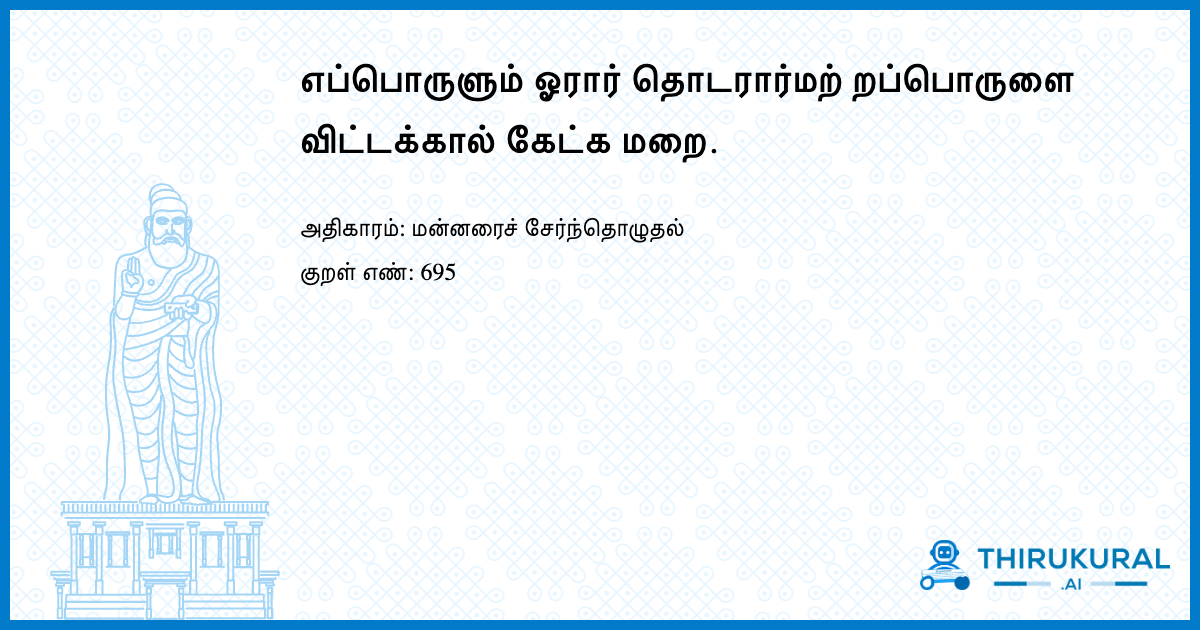 எப்பொருளும் ஓரார் தொடரார்மற் றப்பொருளை
விட்டக்கால் கேட்க மறை.
அதிகாரம்: மன்னரைச் சேர்ந்தொழுதல்
குறள் எண்: 695
THIRUKURAL
.AI